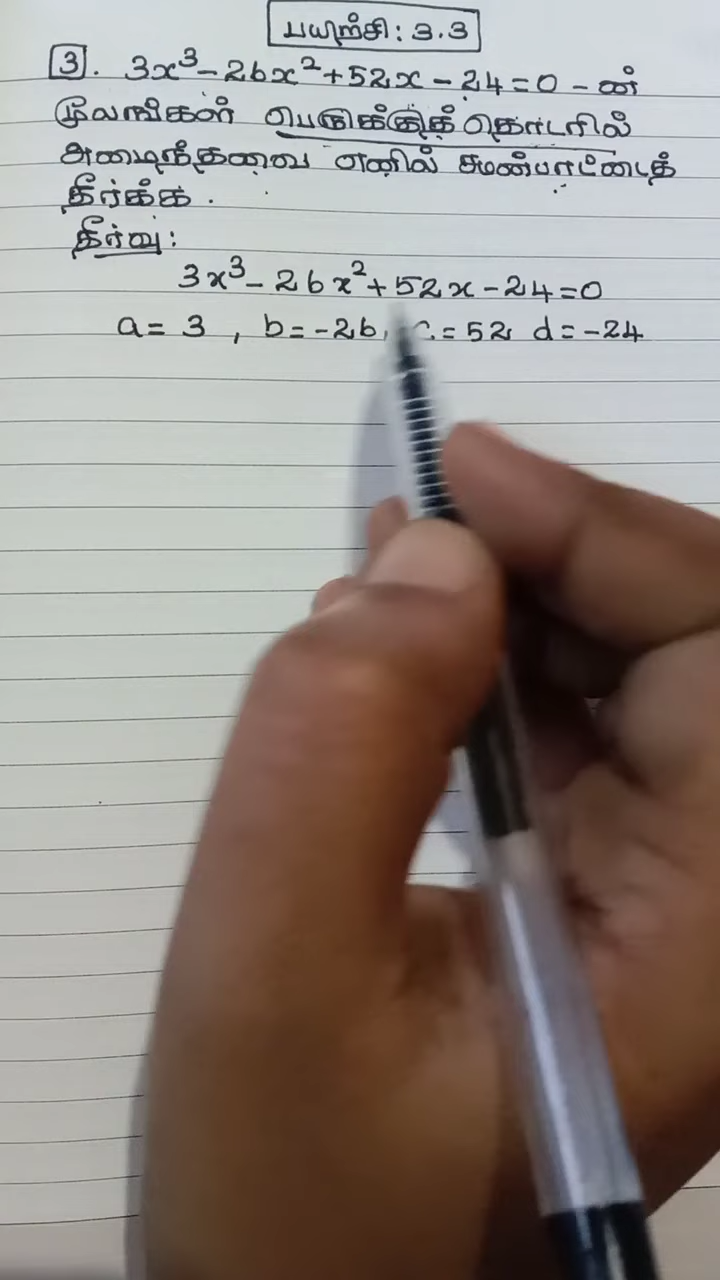 பயிற்சி: 3.3
3. 3x³ - 26x² + 52x - 24 = 0 - ன்
மூலங்கள் பெருக்குத் தொடரில்
அமைந்தவை எனில் சமன்பாட்டைத்
தீர்க்க.
தீர்வு:
3x³ - 26x² + 52x - 24 = 0
a = 3 , b = -26, c = 52 d = -24